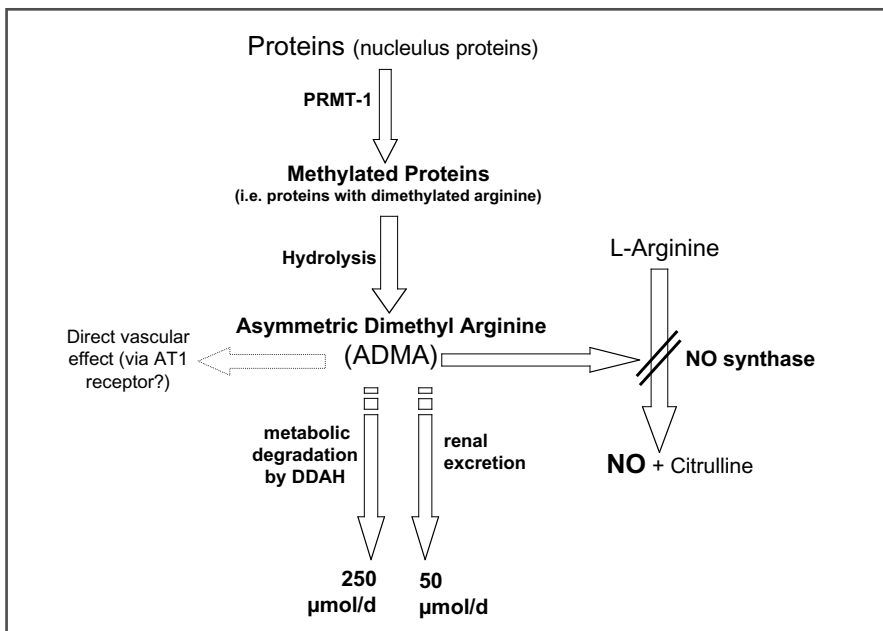 Proteins (nucleulus proteins)
PRMT-1
Methylated Proteins
(i.e. proteins with dimethylated arginine)
Hydrolysis
L-Arginine
Asymmetric Dimethyl Arginine
(ADMA)
Direct vascular
effect (via AT1
receptor?)
NO synthase
metabolic
degradation
by DDAH
renal
excretion
NO + Citrulline
250
µmol/d
50
µmol/d